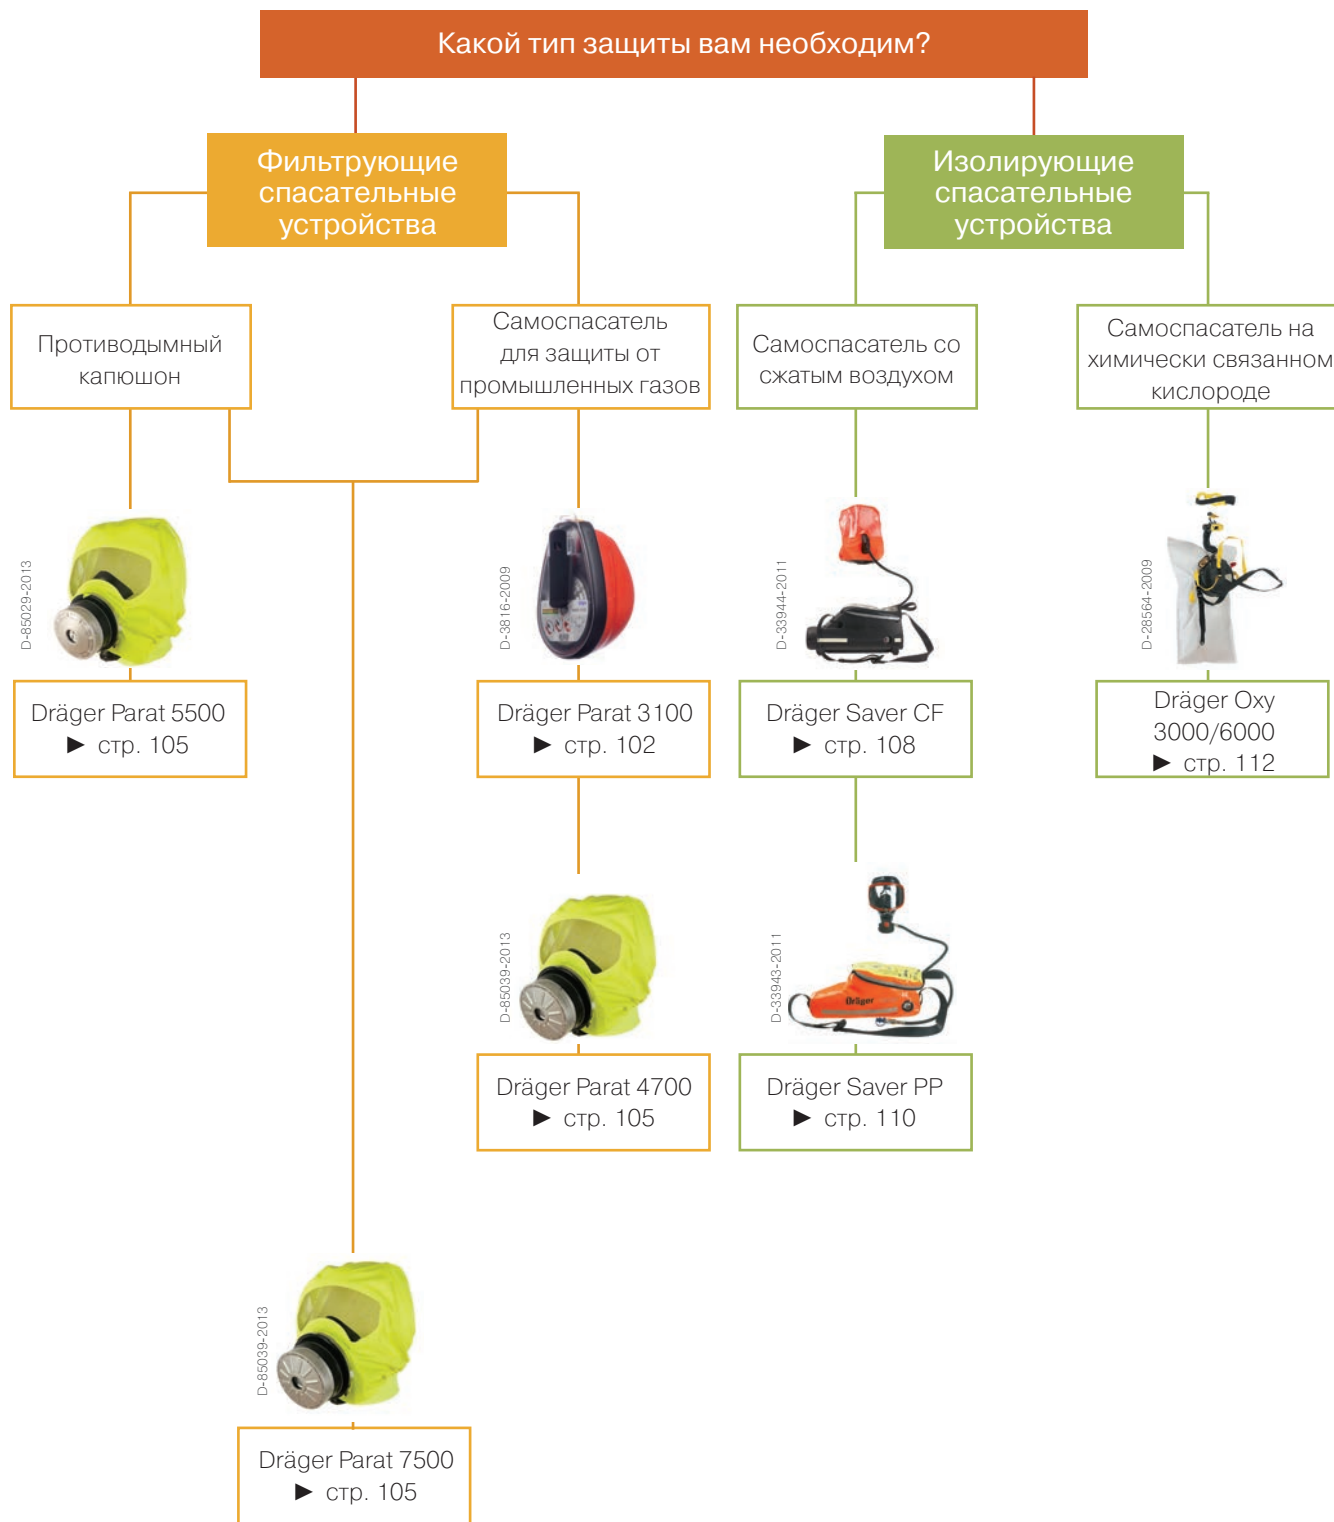 Какой тип защиты вам необходим?
Фильтрующие
спасательные
устройства
Изолирующие
спасательные
устройства
Противодымный
капюшон
Самоспасатель
для защиты от
промышленных газов
Самоспасатель со
сжатым воздухом
Самоспасатель на
химически связанном
кислороде
D-85029-2013
D-3816-2009
D-33944-2011
D-28564-2009
Dräger Parat 5500
► стр. 105
Dräger Parat 3100
► стр. 102
Dräger Saver CF
► стр. 108
Dräger Oxy
3000/6000
► стр. 112
D-85039-2013
D-33943-2011
Dräger
Dräger Parat 4700
► стр. 105
Dräger Saver PP
► стр. 110
D-85039-2013
Dräger Parat 7500
► стр. 105